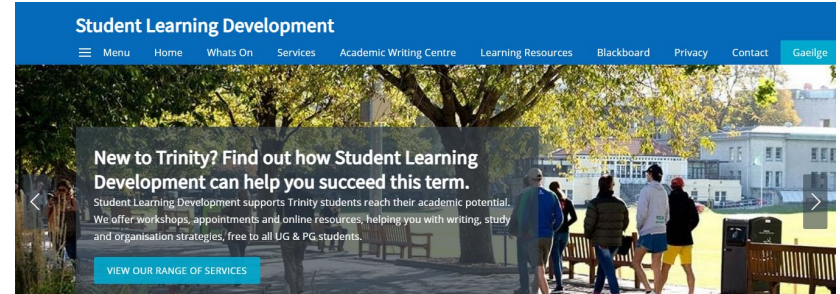 Student Learning Development
Menu Home Whats On Services Academic Writing Centre Learning Resources Blackboard Privacy Contact Gaeilge
New to Trinity? Find out how Student Learning
Development can help you succeed this term.
Student Learning Development supports Trinity students reach their academic potential.
We offer workshops, appointments and online resources, helping you with writing, study
and organisation strategies, free to all UG & PG students.
VIEW OUR RANGE OF SERVICES